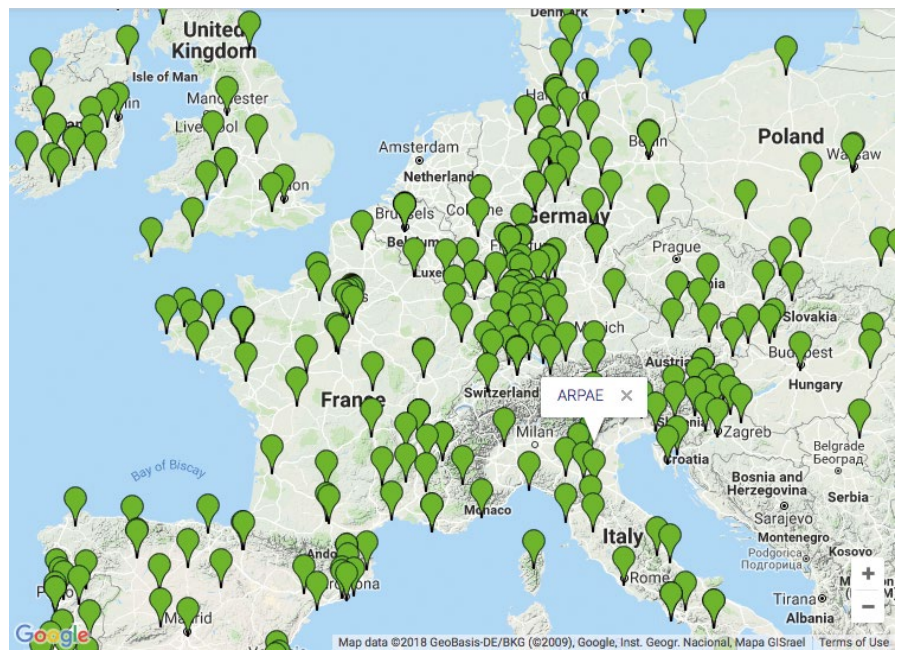 Denmark
United
Kingdom
Isle of Man
Manchester
Liverpool
Amsterdam
Netherland
Berlin
Poland
Warsaw
Brussels
Germany
Prague
Slovakia
Budapest
Hungary
Austria
Switzerland
France
ARPAE ×
Milan
Zagreb
Croatia
Belgrade
Београд
Bay of Biscay
Monaco
Bosnia and
Herzegovina
Serbia
Sarajevo
Montenegro
Italy
Podgorica
Подгорица
Kosovo
Rome
Tirana
Albania
Madrid
+
−
Google
Map data ©2018 GeoBasis-DE/BKG (©2009), Google, Inst. Geogr. Nacional, Mapa GISrael
Terms of Use